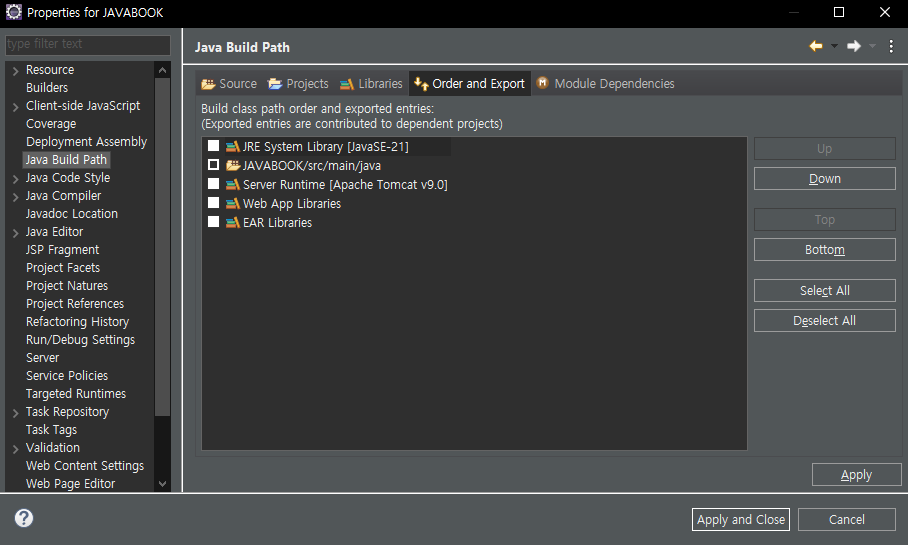 Properties for JAVABOOK
type filter text
Resource
Builders
Client-side JavaScript
Coverage
Deployment Assembly
Java Build Path
Java Code Style
Java Compiler
Javadoc Location
Java Editor
JSP Fragment
Project Facets
Project Natures
Project References
Refactoring History
Run/Debug Settings
Server
Service Policies
Targeted Runtimes
Task Repository
Task Tags
Validation
Web Content Settings
Web Page Editor
Java Build Path
Source Projects Libraries Order and Export Module Dependencies
Build class path order and exported entries:
(Exported entries are contributed to dependent projects)
JRE System Library [JavaSE-21]
JAVABOOK/src/main/java
Server Runtime [Apache Tomcat v9.0]
Web App Libraries
EAR Libraries
Up
Down
Top
Bottom
Select All
Deselect All
Apply
Apply and Close
Cancel